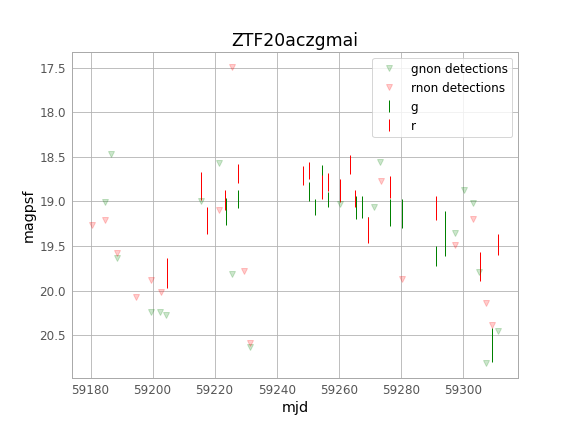 ZTF20aczgmai
gnon detections
rnon detections
g
r
magpsf
17.5
18.0
18.5
19.0
19.5
20.0
20.5
59180 59200 59220 59240 59260 59280 59300
mjd